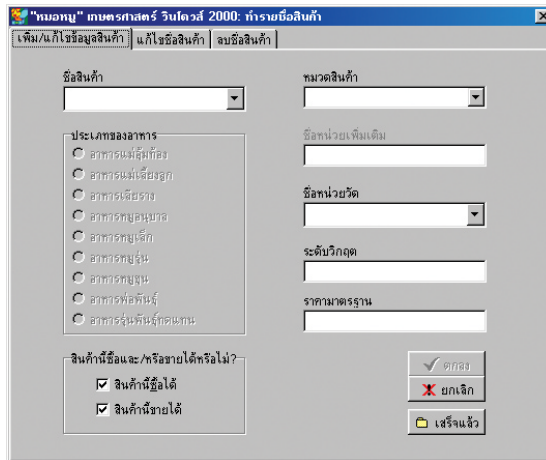 "หมอหมู" เกษตรศาสตร์ วินโดวส์ 2000: ทำรายชื่อสินค้า
เพิ่ม/แก้ไขข้อมูลสินค้า แก้ไขชื่อสินค้า ลบชื่อสินค้า
ชื่อสินค้า
ประเภทของอาหาร
อาหารแม่อุ้มท้อง
อาหารแม่เลี้ยงลูก
อาหารเลียราง
อาหารหมูอนุบาล
อาหารหมูเล็ก
อาหารหมูรุ่น
อาหารหมูขุน
อาหารพ่อพันธุ์
อาหารรุ่นพันธุ์ทดแทน
สินค้านี้ซื้อและ/หรือขายได้หรือไม่?
สินค้านี้ซื้อได้
สินค้านี้ขายได้
หมวดสินค้า
ชื่อหน่วยเพิ่มเติม
ชื่อหน่วยวัด
ระดับวิกฤต
ราคามาตรฐาน
ตกลง
ยกเลิก
เสร็จแล้ว